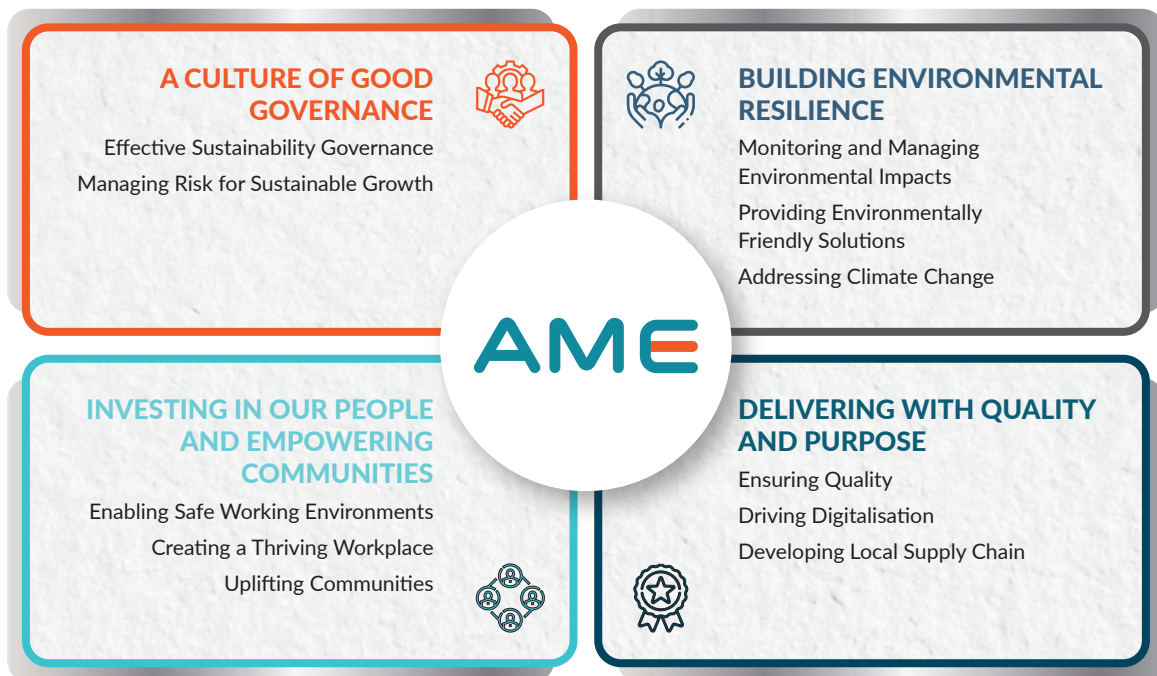 A CULTURE OF GOOD
GOVERNANCE
Effective Sustainability Governance
Managing Risk for Sustainable Growth
BUILDING ENVIRONMENTAL
RESILIENCE
Monitoring and Managing
Environmental Impacts
Providing Environmentally
Friendly Solutions
Addressing Climate Change
AME
INVESTING IN OUR PEOPLE
AND EMPOWERING
COMMUNITIES
Enabling Safe Working Environments
Creating a Thriving Workplace
Uplifting Communities
DELIVERING WITH QUALITY
AND PURPOSE
Ensuring Quality
Driving Digitalisation
Developing Local Supply Chain